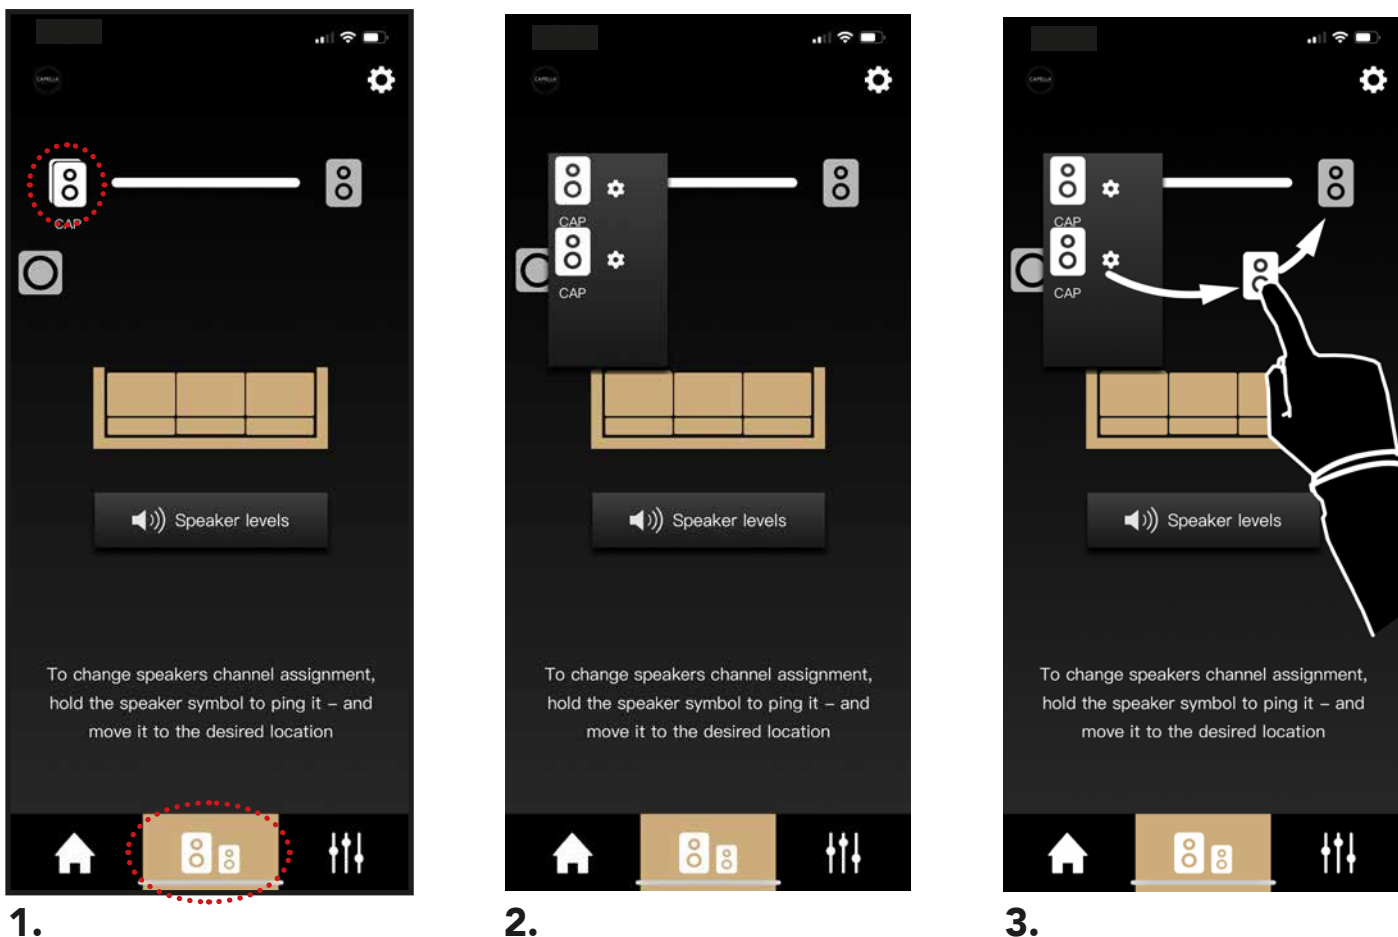 CAPELLA
CAP
Speaker levels
To change speakers channel assignment,
hold the speaker symbol to ping it – and
move it to the desired location
1.
CAPELLA
CAP
CAP
Speaker levels
To change speakers channel assignment,
hold the speaker symbol to ping it – and
move it to the desired location
2.
CAPELLA
CAP
CAP
Speaker levels
To change speakers channel assignment,
hold the speaker symbol to ping it – and
move it to the desired location
3.